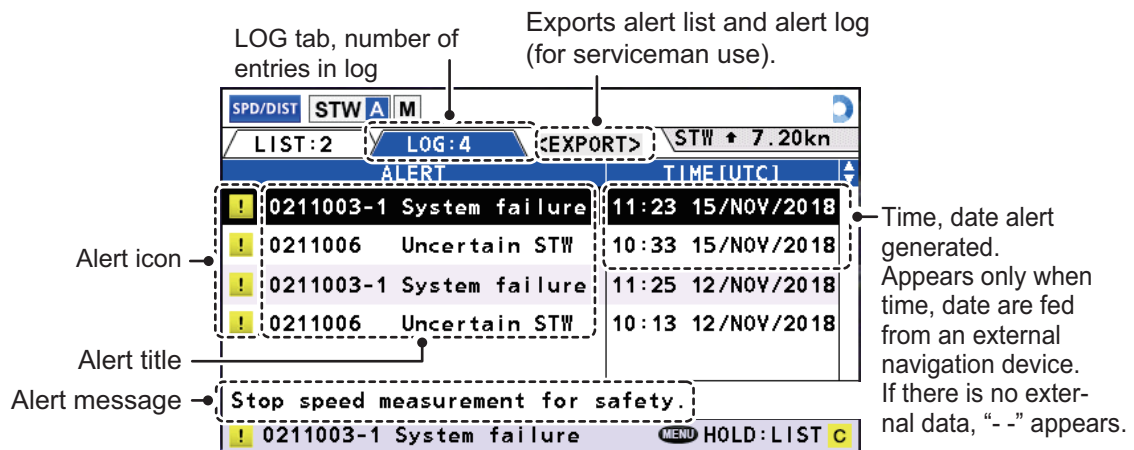 LOG tab, number of
entries in log
Exports alert list and alert log
(for serviceman use).
SPD/DIST STW A M
LIST:2 LOG:4 <EXPORT> STW ↑ 7.20kn
ALERT TIME[UTC]
! 0211003-1 System failure 11:23 15/NOV/2018
! 0211006 Uncertain STW 10:33 15/NOV/2018
! 0211003-1 System failure 11:25 12/NOV/2018
! 0211006 Uncertain STW 10:13 12/NOV/2018
Stop speed measurement for safety.
! 0211003-1 System failure MENU HOLD:LIST C
Alert icon
Alert title
Alert message
Time, date alert
generated.
Appears only when
time, date are fed
from an external
navigation device.
If there is no exter-
nal data, “- -” appears.